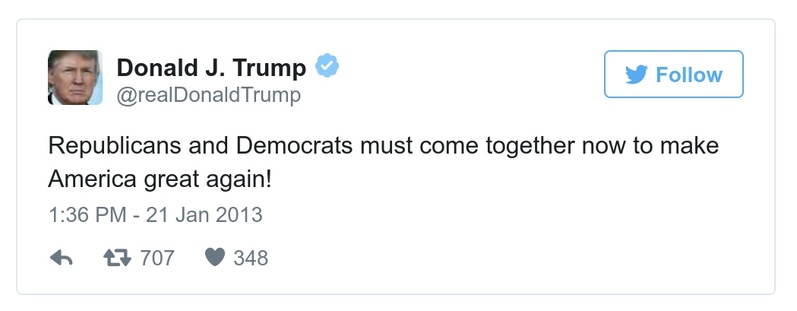 Donald J. Trump
@realDonaldTrump
Follow
Republicans and Democrats must come together now to make
America great again!
1:36 PM - 21 Jan 2013
707 348